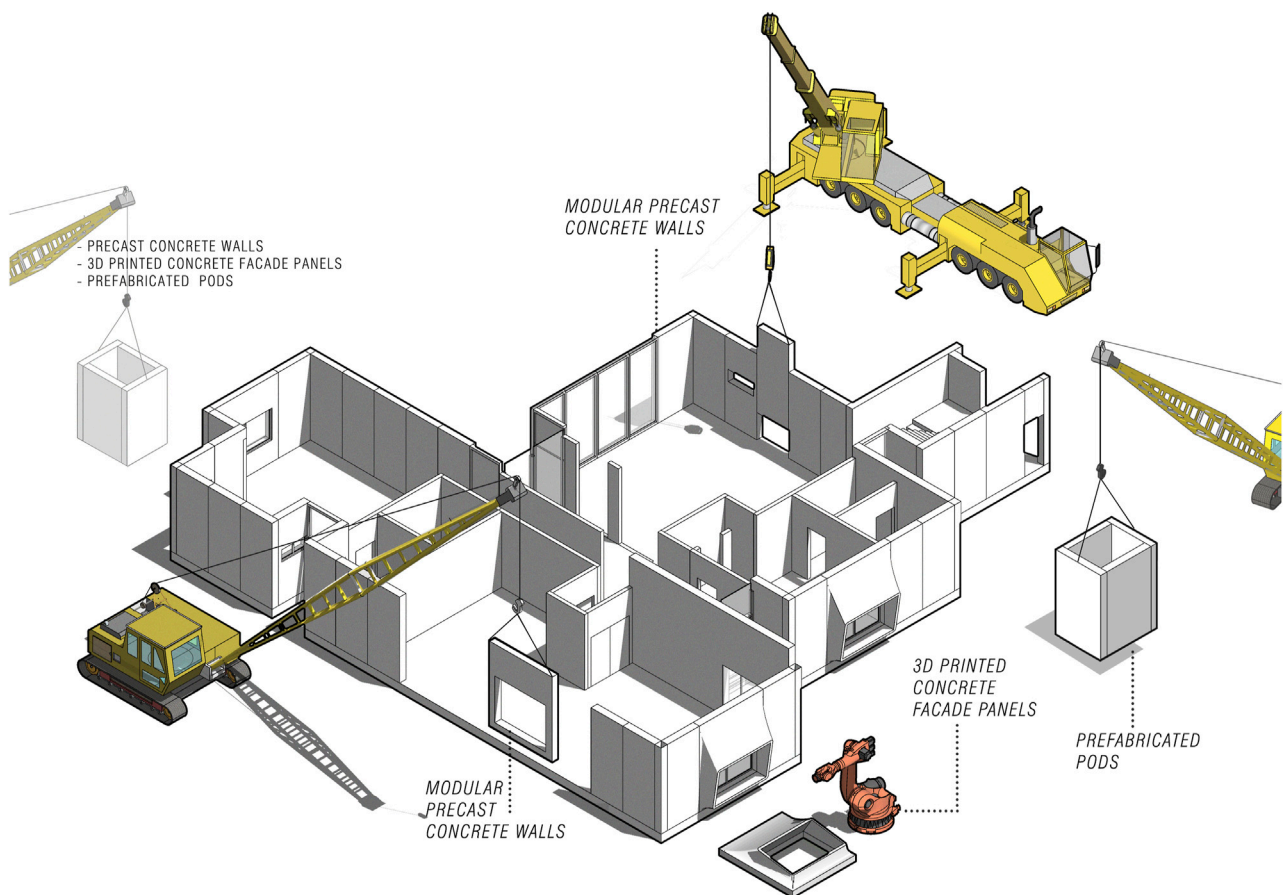 MODULAR PRECAST
CONCRETE WALLS
- PRECAST CONCRETE WALLS
- 3D PRINTED CONCRETE FACADE PANELS
- PREFABRICATED PODS
3D PRINTED
CONCRETE
FACADE PANELS
PREFABRICATED
PODS
MODULAR
PRECAST
CONCRETE WALLS